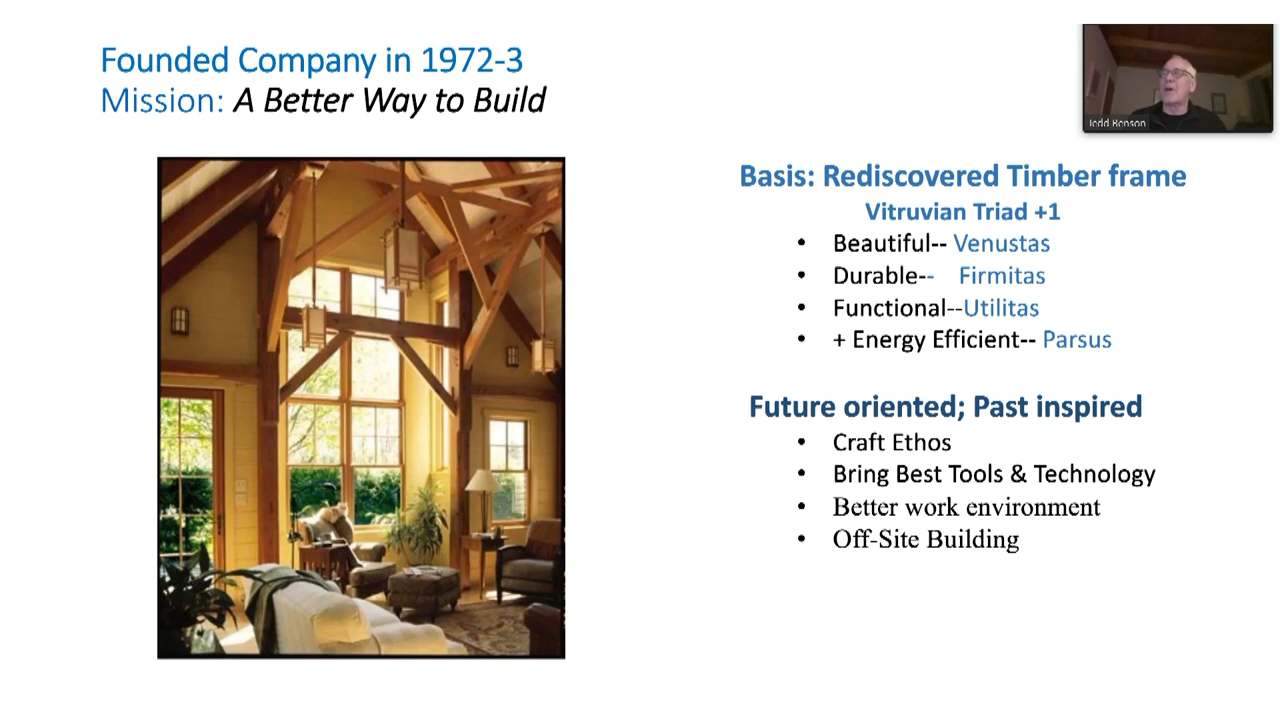 Founded Company in 1972-3
Mission: A Better Way to Build
Tedd Benson
Basis: Rediscovered Timber frame
Vitruvian Triad +1
• Beautiful-- Venustas
• Durable-- Firmitas
• Functional--Utilitas
• + Energy Efficient-- Parsus
Future oriented; Past inspired
• Craft Ethos
• Bring Best Tools & Technology
• Better work environment
• Off-Site Building